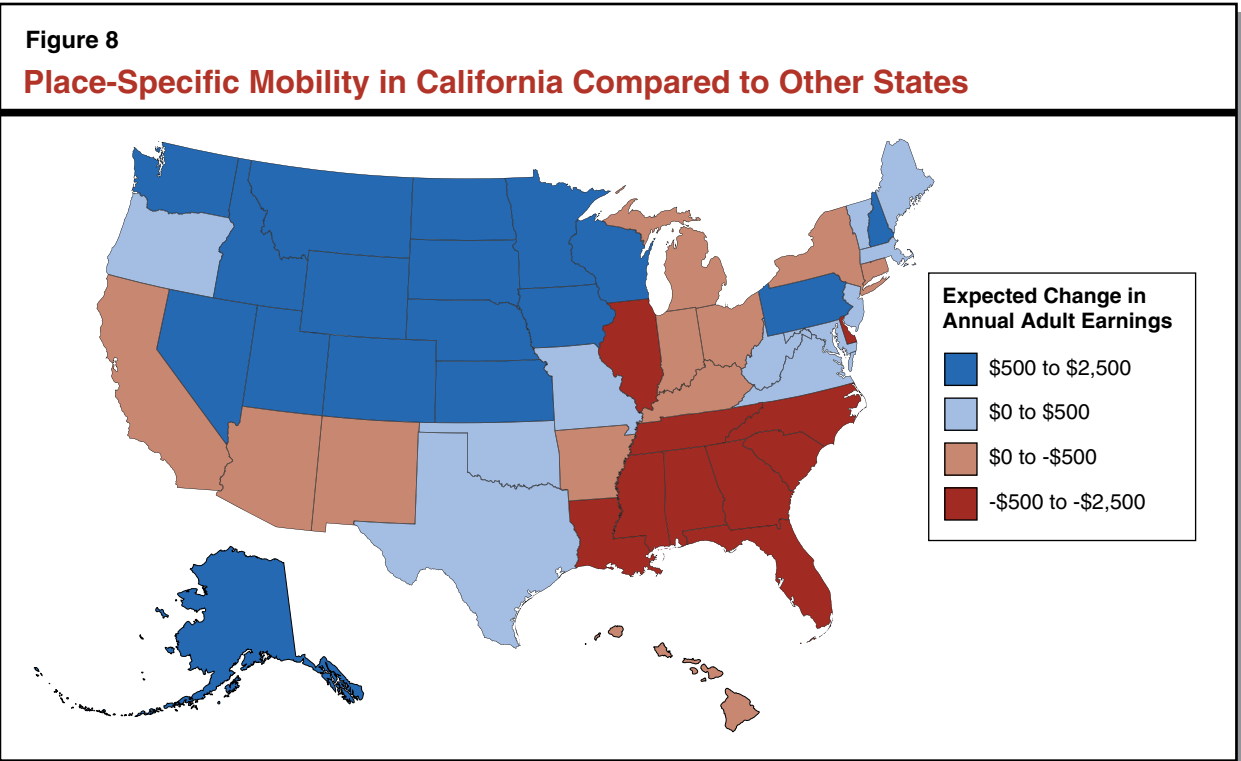 Figure 8
Place-Specific Mobility in California Compared to Other States
Expected Change in
Annual Adult Earnings
$500 to $2,500
$0 to $500
$0 to -$500
-$500 to -$2,500